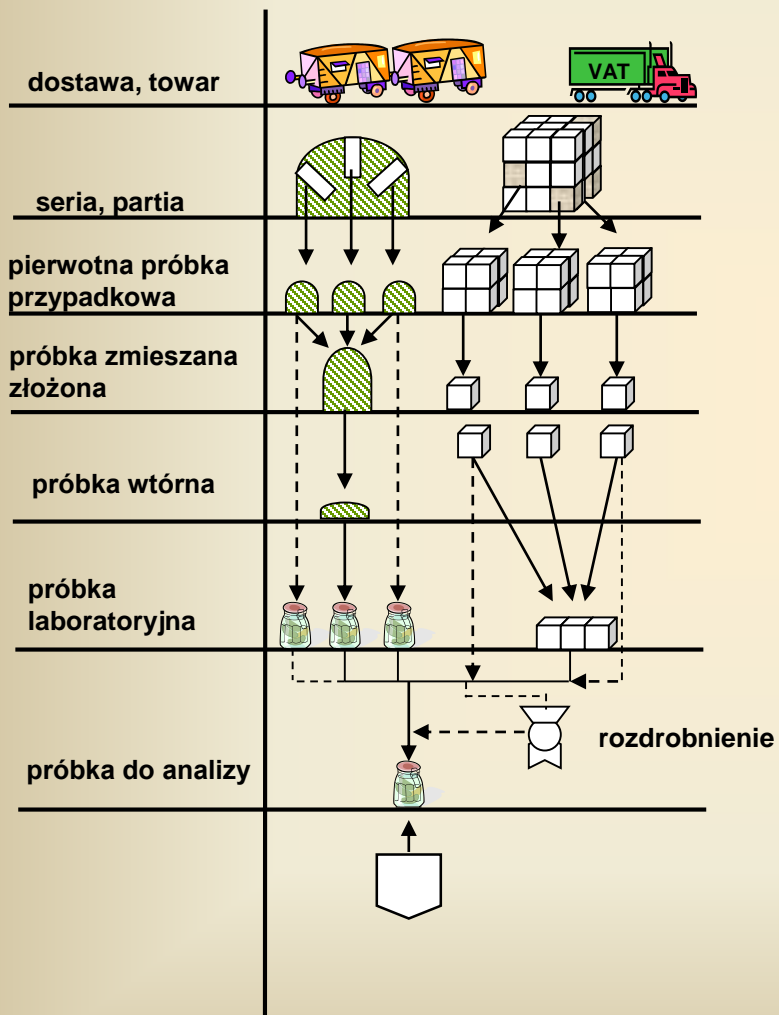 dostawa, towar
VAT
seria, partia
pierwotna próbka
przypadkowa
próbka zmieszana
złożona
próbka wtórna
próbka
laboratoryjna
rozdrobnienie
próbka do analizy